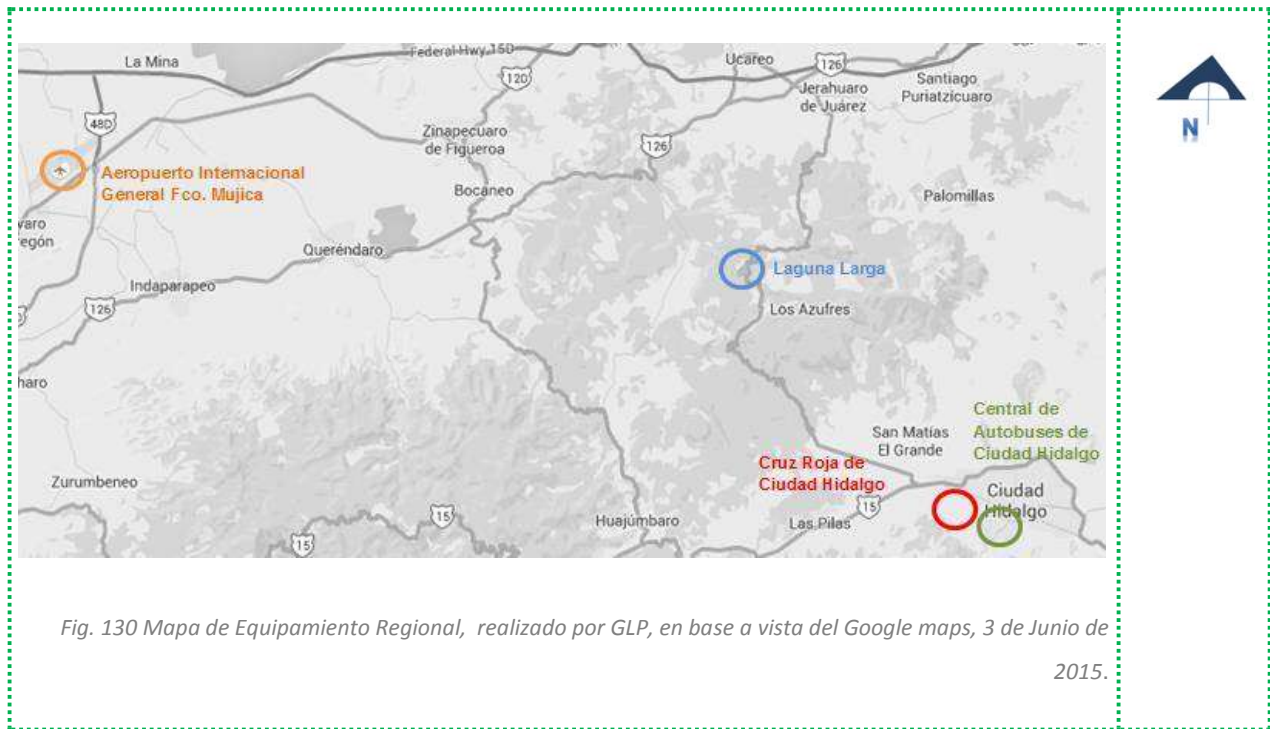 Federal Hwy 15D
La Mina
Ucareo
126
120
Santiago
Puriatzícuaro
Jerahuaro
de Juárez
48D
Zinapecuaro
de Figueroa
126
N
Aeropuerto Internacional
General Fco. Mujica
Bocaneo
Palomillas
varo
egón
Queréndaro
Laguna Larga
Indaparapeo
126
Los Azufres
haro
Central de
Autobuses de
Ciudad Hidalgo
San Matías
El Grande
Cruz Roja de
Ciudad Hidalgo
Zurumbeneo
Ciudad
Hidalgo
15
15
Huajúmbaro
Las Pilas
15
Fig. 130 Mapa de Equipamiento Regional, realizado por GLP, en base a vista del Google maps, 3 de Junio de
2015.